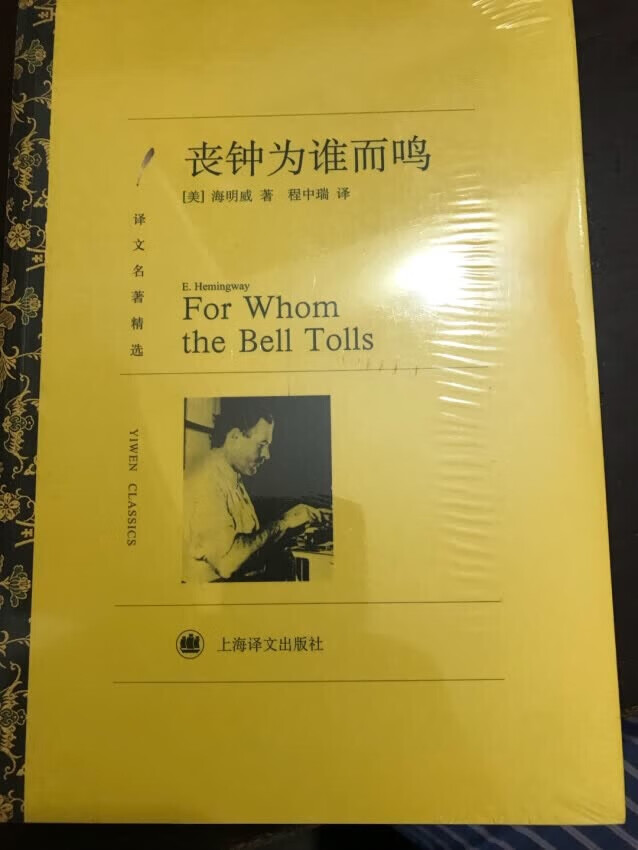 丧钟为谁而鸣
[美] 海明威 著 程中瑞 译
译文名著精选
YIWEN CLASSICS
E. Hemingway
For Whom
the Bell Tolls
上海译文出版社